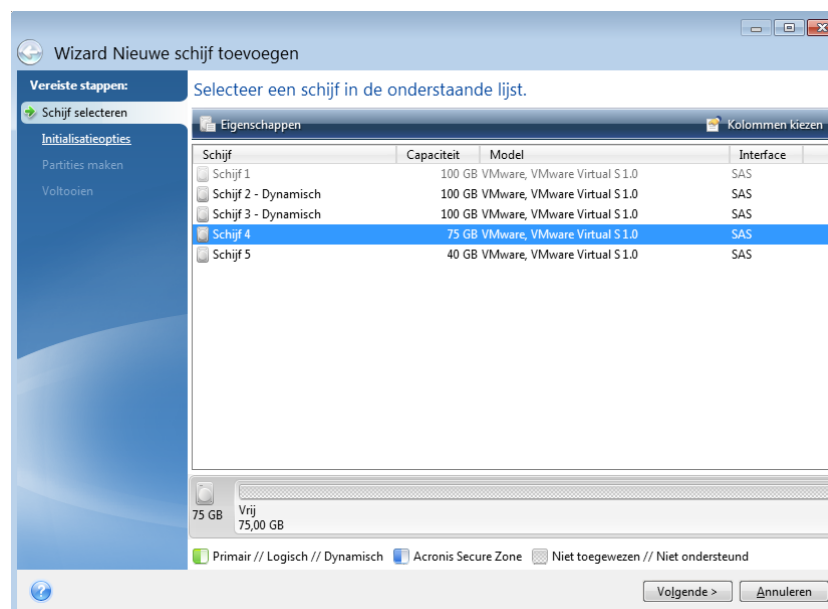 Wizard Nieuwe schijf toevoegen
Vereiste stappen:
Schijf selecteren
Initialisatieopties
Partities maken
Voltooien
Selecteer een schijf in de onderstaande lijst.
Eigenschappen Kolommen kiezen
Schijf Capaciteit Model Interface
Schijf 1 100 GB VMware, VMware Virtual S 1.0 SAS
Schijf 2 - Dynamisch 100 GB VMware, VMware Virtual S 1.0 SAS
Schijf 3 - Dynamisch 100 GB VMware, VMware Virtual S 1.0 SAS
Schijf 4 75 GB VMware, VMware Virtual S 1.0 SAS
Schijf 5 40 GB VMware, VMware Virtual S 1.0 SAS
75 GB
Vrij
75,00 GB
Primair // Logisch // Dynamisch Acronis Secure Zone Niet toegewezen // Niet ondersteund
? Volgende > Annuleren